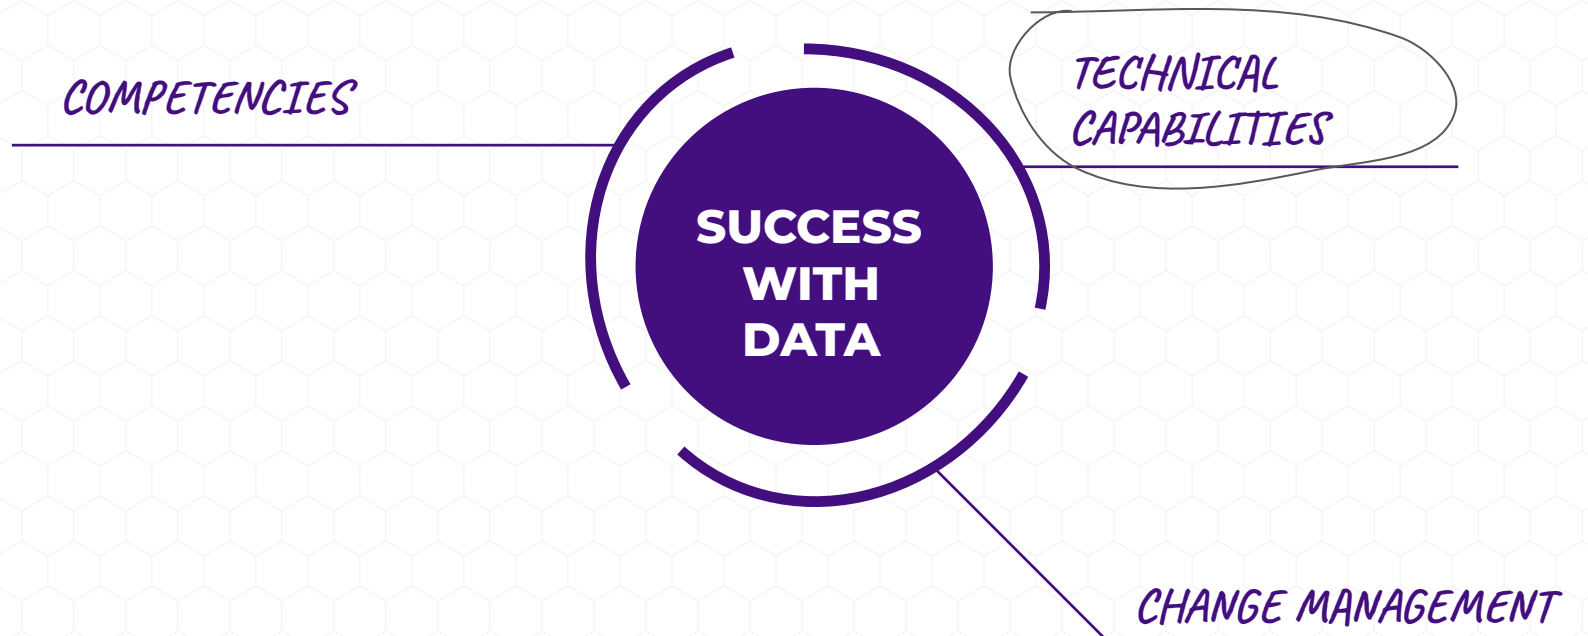 COMPETENCIES
TECHNICAL
CAPABILITIES
SUCCESS
WITH
DATA
CHANGE MANAGEMENT